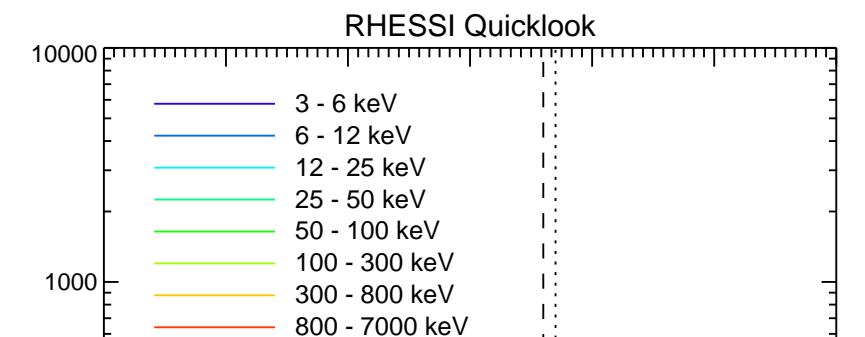 RHESSI Quicklook
10000
3 - 6 keV
6 - 12 keV
12 - 25 keV
25 - 50 keV
50 - 100 keV
100 - 300 keV
1000
300 - 800 keV
800 - 7000 keV